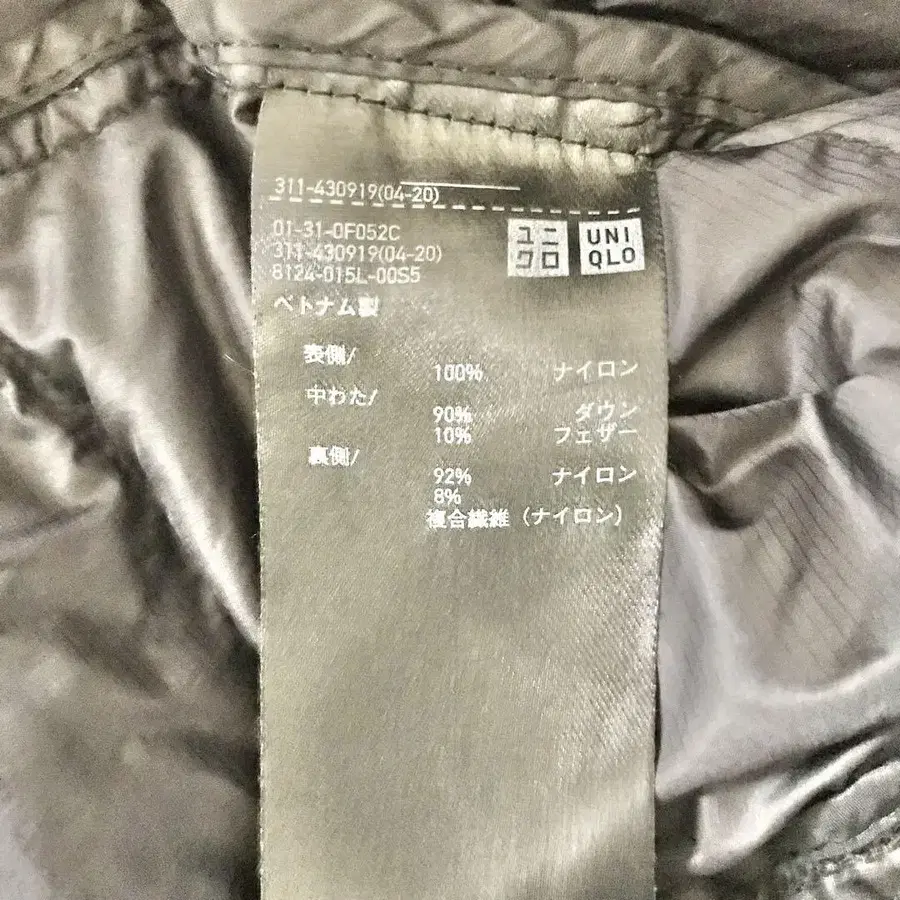 311-430919(04-20)
01-31-0F052C
311-430919(04-20)
8124-015L-00S5
ユニ
クロ
UNI
QLO
ベトナム製
表側/
100% ナイロン
中わた/
90% ダウン
10% フェザー
裏側/
92% ナイロン
8%
複合繊維（ナイロン）